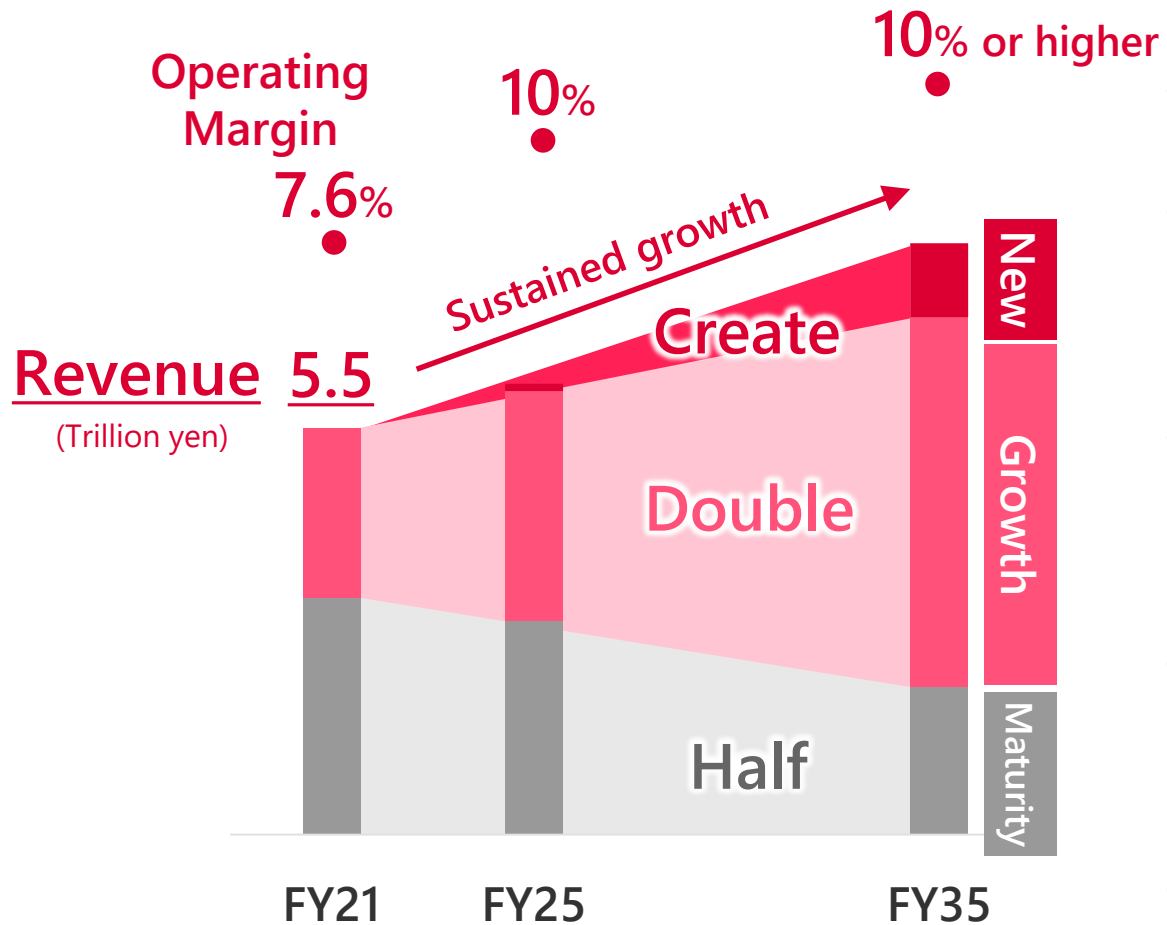 10% or higher
Operating
Margin
10%
7.6%
Sustained growth
New
Create
Revenue 5.5
(Trillion yen)
Growth
Double
Maturity
Half
FY21 FY25 FY35